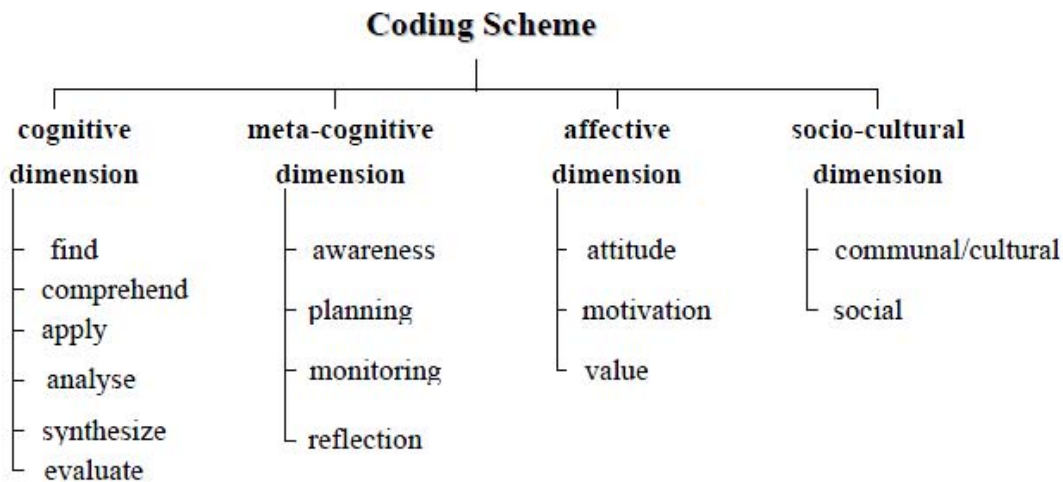 Coding Scheme
cognitive
dimension
find
comprehend
apply
analyse
synthesize
evaluate
meta-cognitive
dimension
awareness
planning
monitoring
reflection
affective
dimension
attitude
motivation
value
socio-cultural
dimension
communal/cultural
social